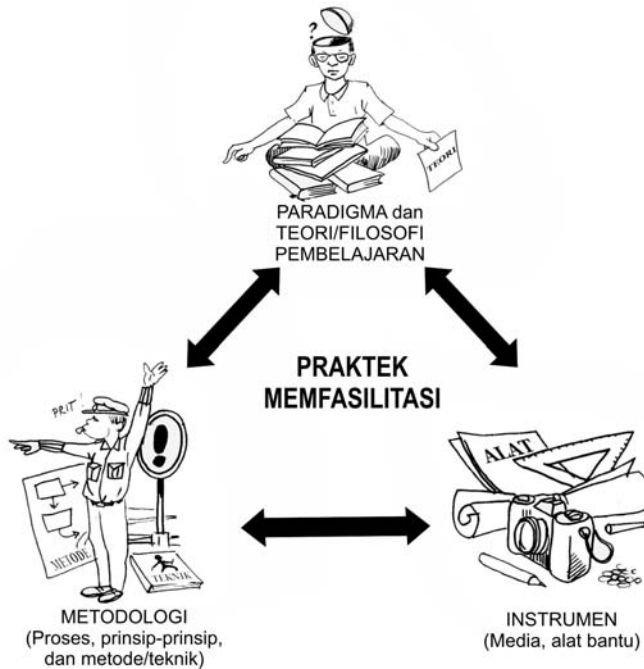 ?
TEORI
PARADIGMA dan
TEORI/FILOSOFI
PEMBELAJARAN
PRAKTEK
MEMFASILITASI
PRIT!
!
METODE
TEKNIK
METODOLOGI
(Proses, prinsip-prinsip,
dan metode/teknik)
ALAT
INSTRUMEN
(Media, alat bantu)